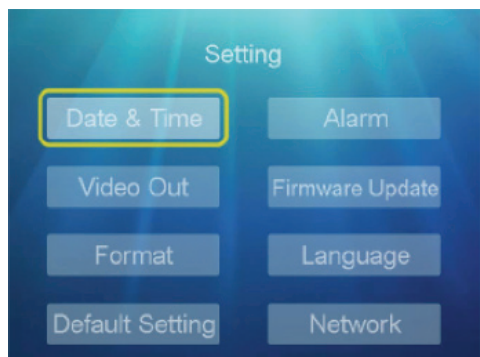 Setting
Date & Time
Alarm
Video Out
Firmware Update
Format
Language
Default Setting
Network